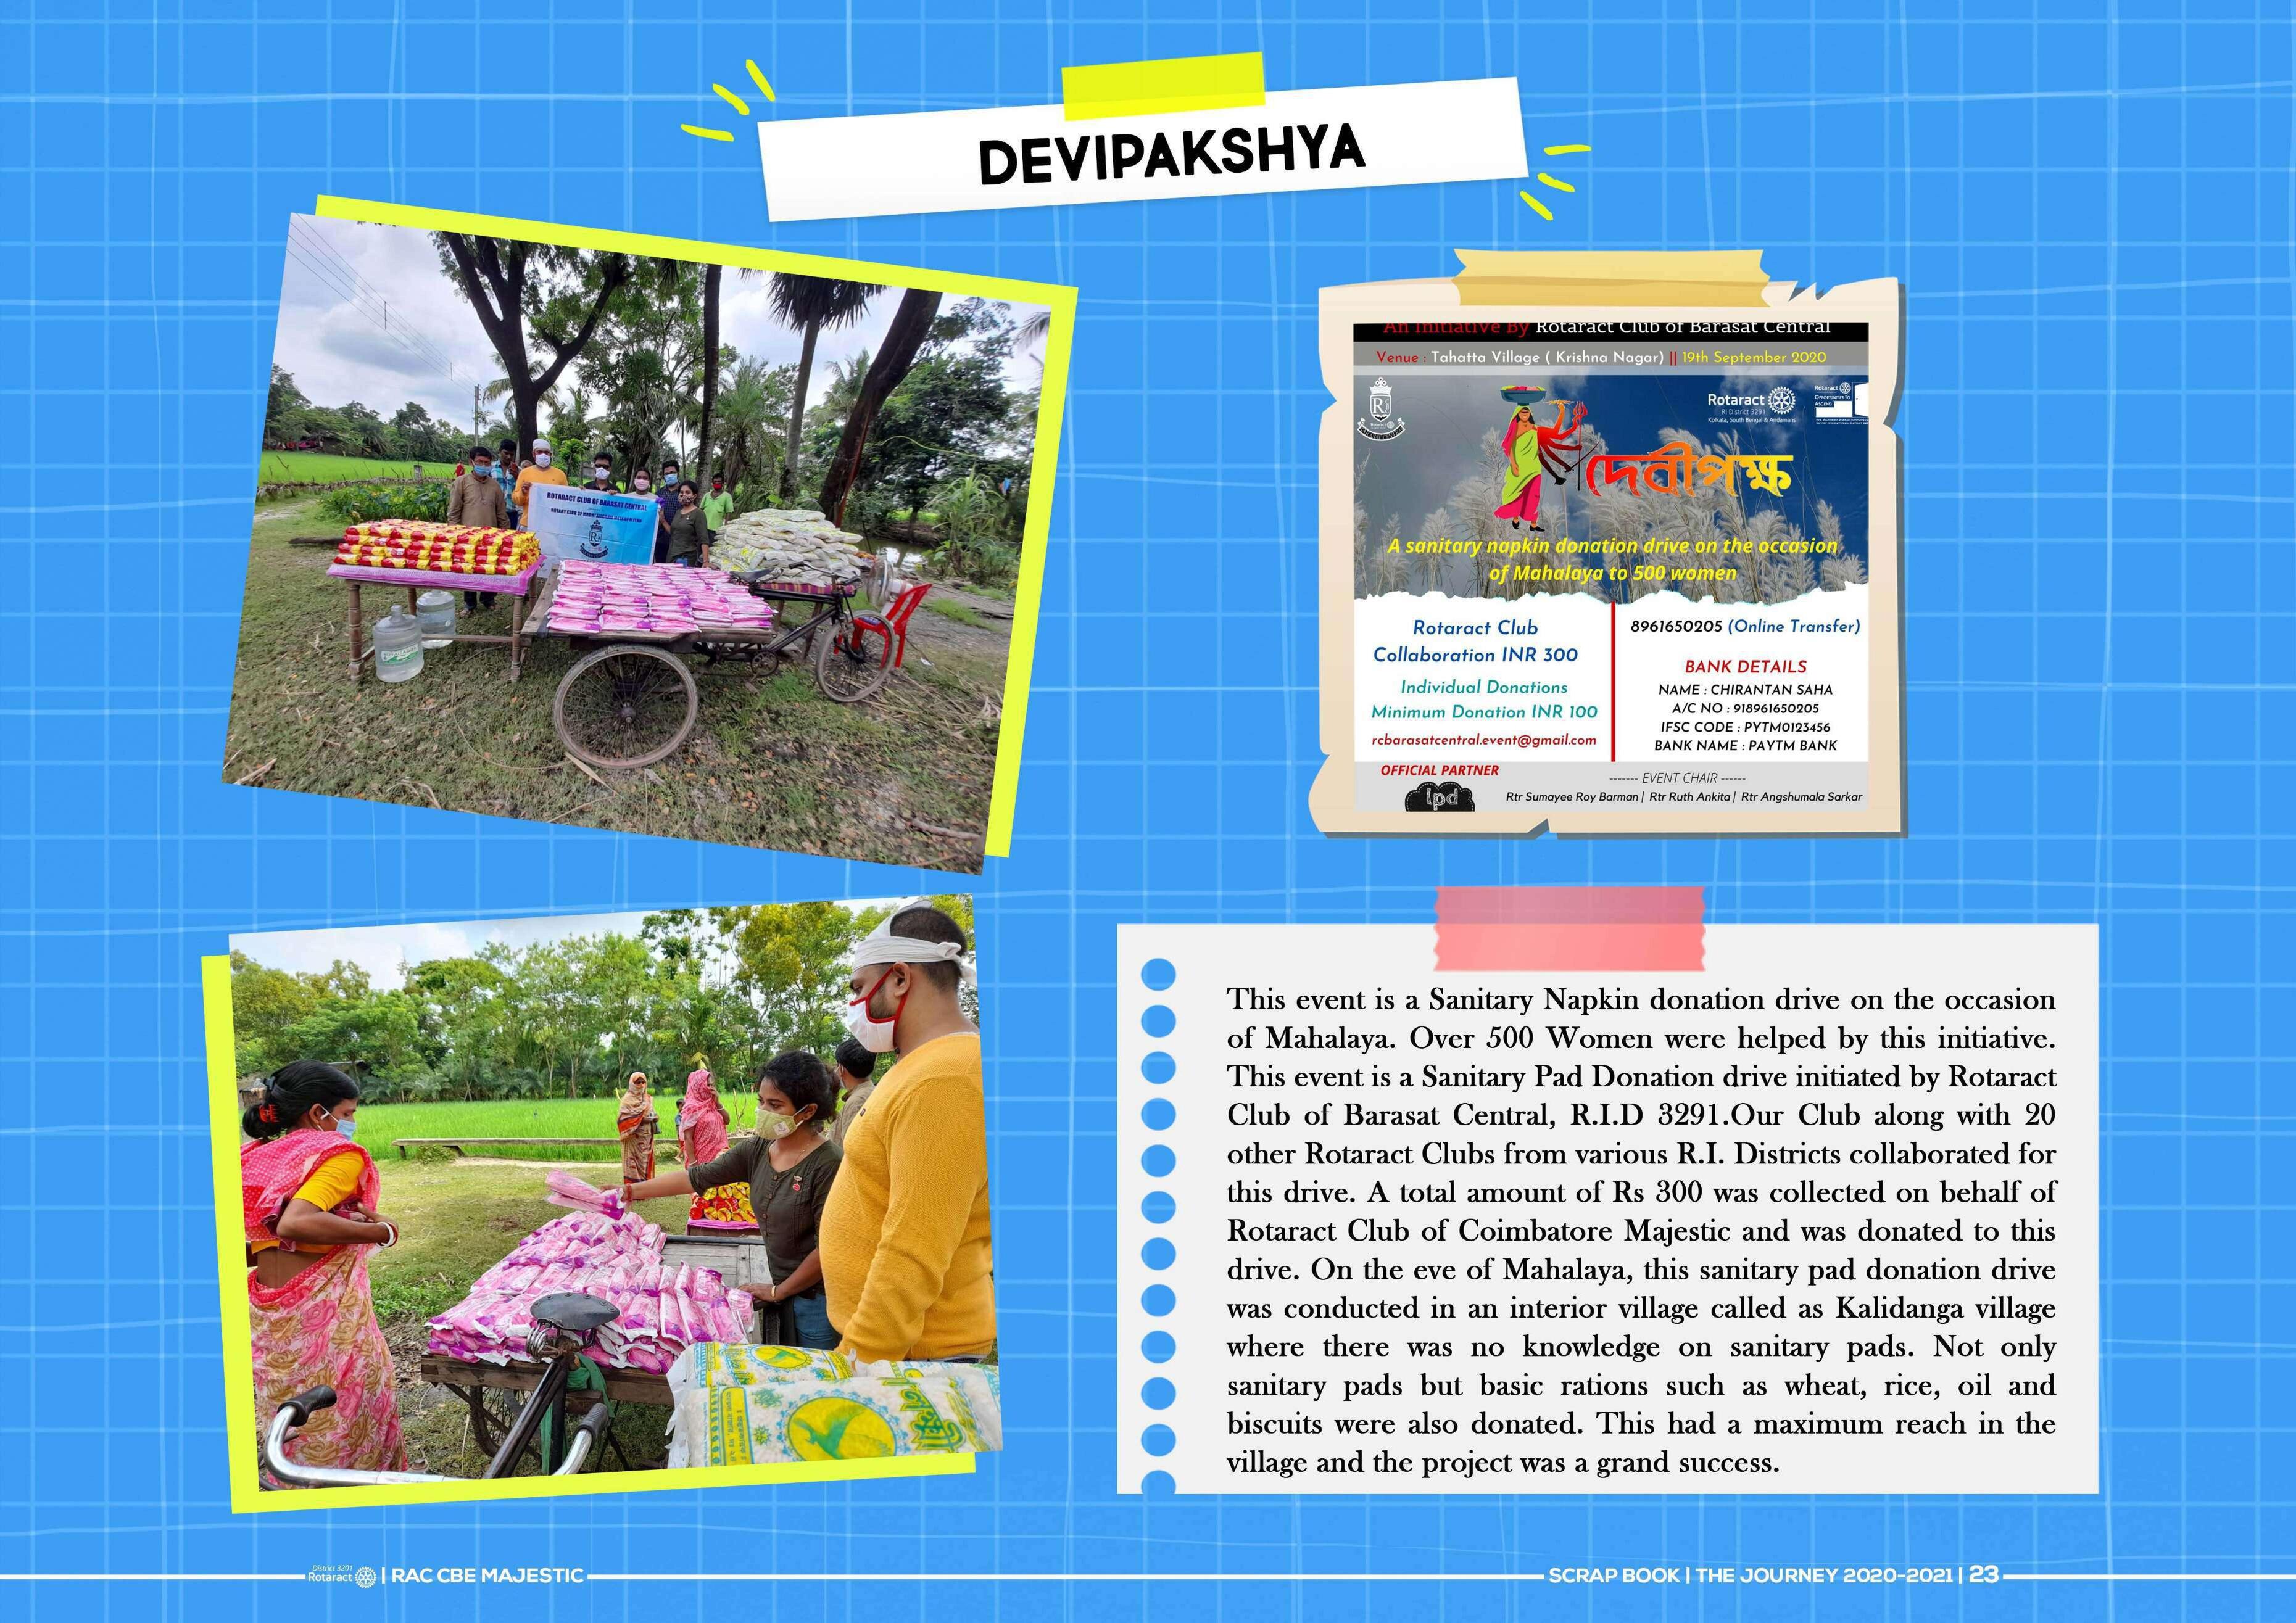 DEVIPAKSHYA
ROTARACT CLUB OF BARASAT CENTRAL
An Initiative By Rotaract Club of Barasat Central
Venue : Tahatta Village ( Krishna Nagar) || 19th September 2020
Rotaract
RI District 3291
Kolkata, South Bengal & Andamans
Rotaract
দেবীপক্ষ
A sanitary napkin donation drive on the occasion
of Mahalaya to 500 women
Rotaract Club
Collaboration INR 300
Individual Donations
Minimum Donation INR 100
rcbarasatcentral.event@gmail.com
8961650205 (Online Transfer)
BANK DETAILS
NAME : CHIRANTAN SAHA
A/C NO : 918961650205
IFSC CODE : PYTM0123456
BANK NAME : PAYTM BANK
OFFICIAL PARTNER
lpd
------- EVENT CHAIR ------
Rtr Sumayee Roy Barman | Rtr Ruth Ankita | Rtr Angshumala Sarkar
This event is a Sanitary Napkin donation drive on the occasion
of Mahalaya. Over 500 Women were helped by this initiative.
This event is a Sanitary Pad Donation drive initiated by Rotaract
Club of Barasat Central, R.I.D 3291.Our Club along with 20
other Rotaract Clubs from various R.I. Districts collaborated for
this drive. A total amount of Rs 300 was collected on behalf of
Rotaract Club of Coimbatore Majestic and was donated to this
drive. On the eve of Mahalaya, this sanitary pad donation drive
was conducted in an interior village called as Kalidanga village
where there was no knowledge on sanitary pads. Not only
sanitary pads but basic rations such as wheat, rice, oil and
biscuits were also donated. This had a maximum reach in the
village and the project was a grand success.
District 3201
Rotaract | RAC CBE MAJESTIC
SCRAP BOOK | THE JOURNEY 2020-2021 | 23